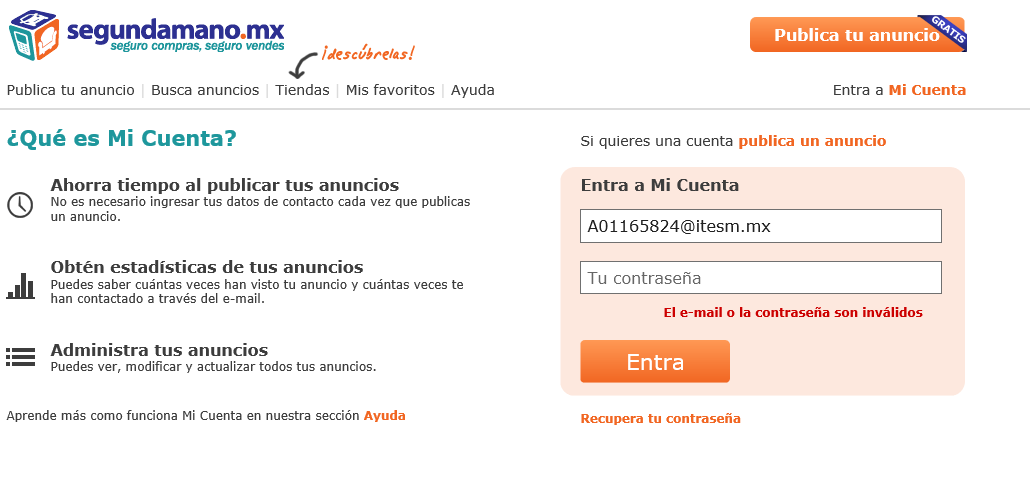 segundamano.mx
seguro compras, seguro vendes
¡descúbrelas!
Publica tu anuncio
GRATIS
Publica tu anuncio | Busca anuncios | Tiendas | Mis favoritos | Ayuda
Entra a Mi Cuenta
¿Qué es Mi Cuenta?
Ahorra tiempo al publicar tus anuncios
No es necesario ingresar tus datos de contacto cada vez que publicas
un anuncio.
Obtén estadísticas de tus anuncios
Puedes saber cuántas veces han visto tu anuncio y cuántas veces te
han contactado a través del e-mail.
Administra tus anuncios
Puedes ver, modificar y actualizar todos tus anuncios.
Aprende más como funciona Mi Cuenta en nuestra sección Ayuda
Si quieres una cuenta publica un anuncio
Entra a Mi Cuenta
A01165824@itesm.mx
Tu contraseña
El e-mail o la contraseña son inválidos
Entra
Recupera tu contraseña